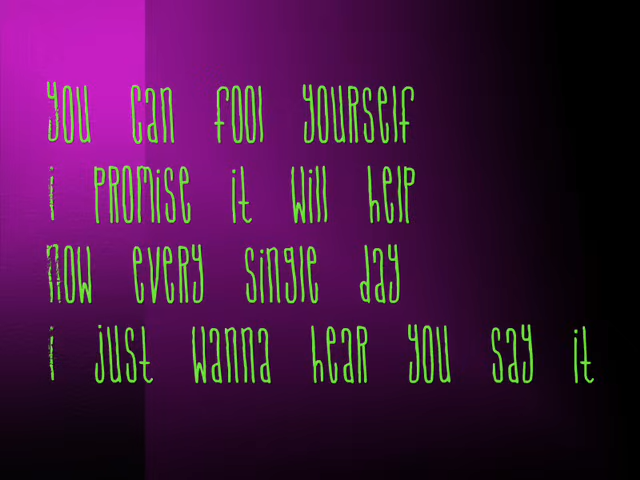 you can fool yourself
i promise it will help
now every single day
i just wanna hear you say it